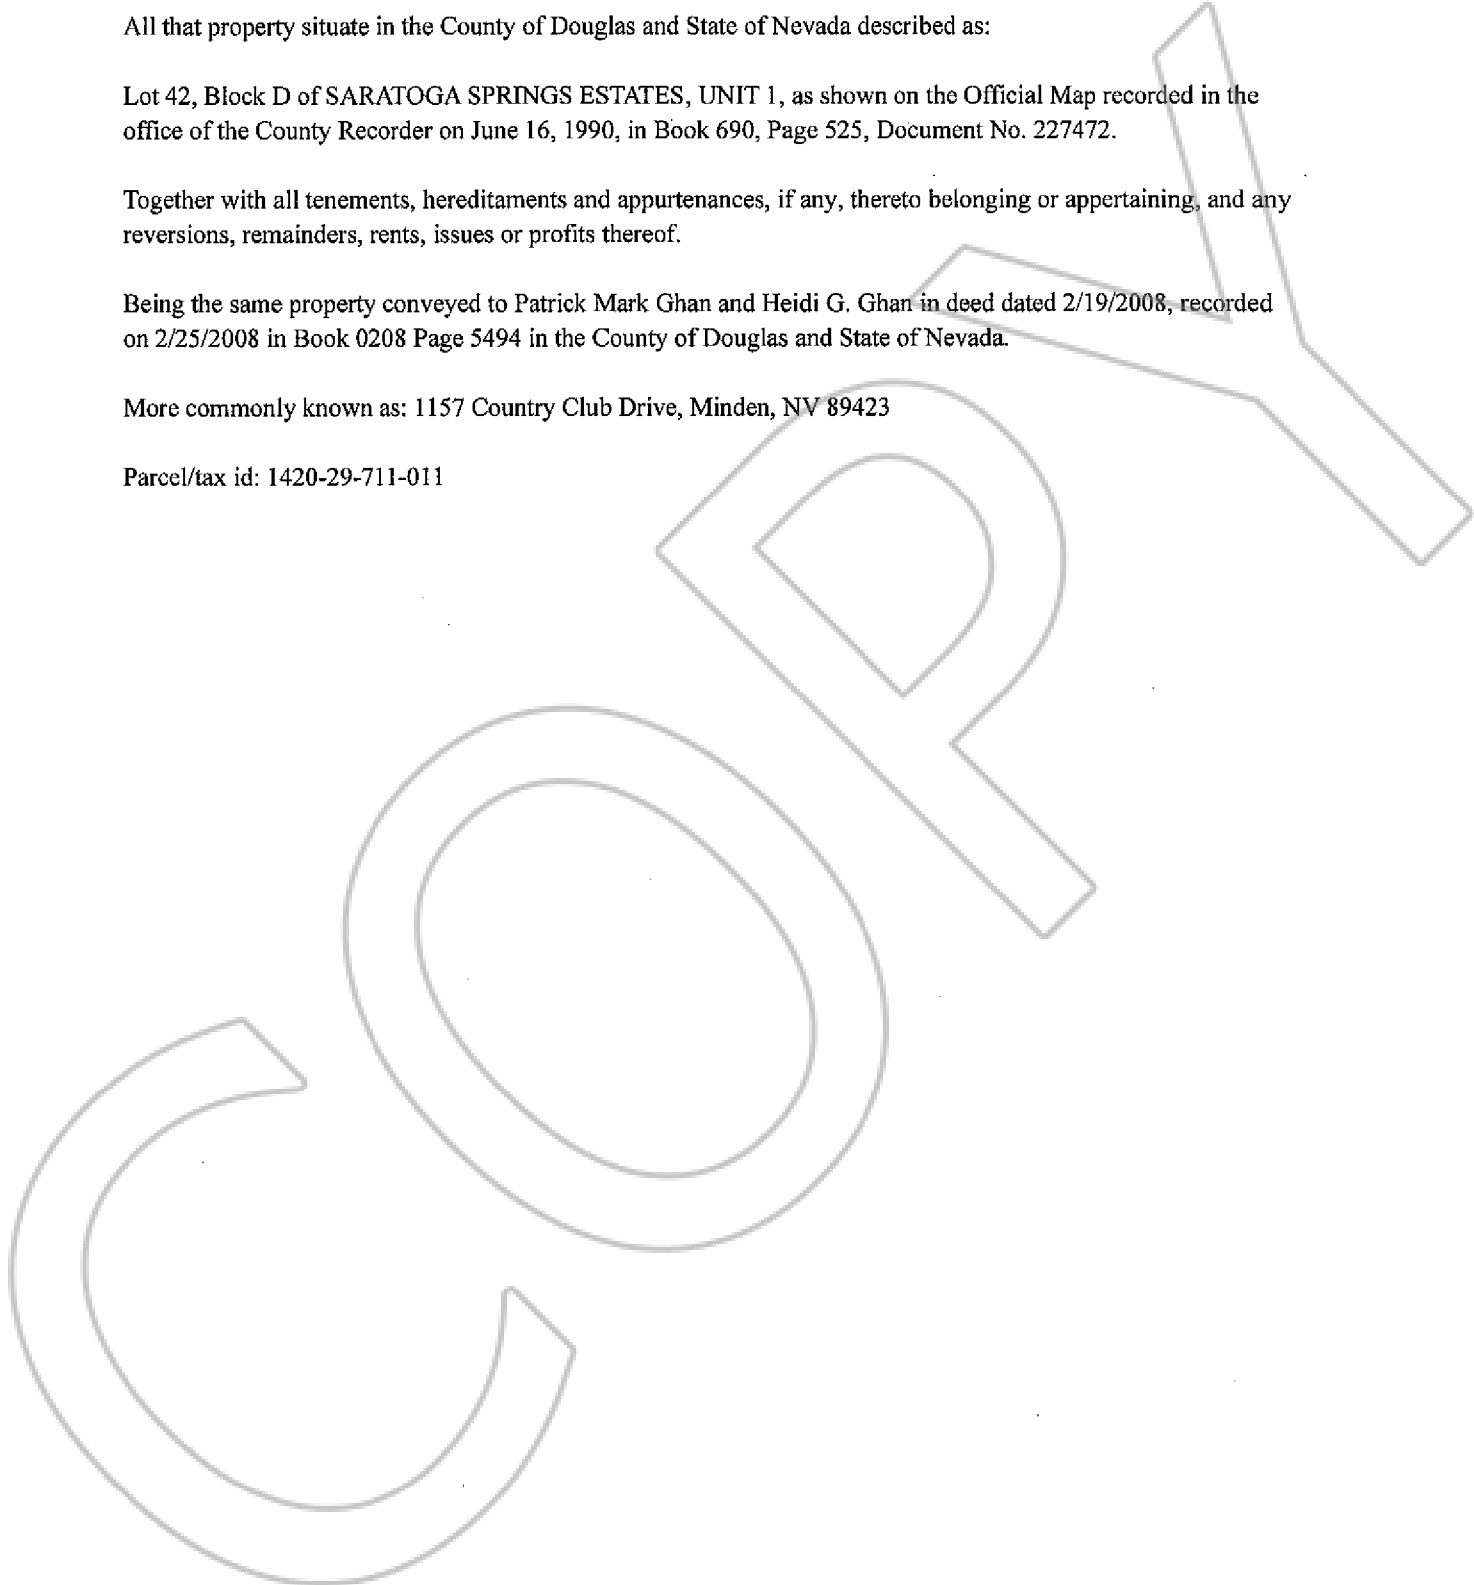 All that property situate in the County of Douglas and State of Nevada described as:
Lot 42, Block D of SARATOGA SPRINGS ESTATES, UNIT 1, as shown on the Official Map recorded in the
office of the County Recorder on June 16, 1990, in Book 690, Page 525, Document No. 227472.
Together with all tenements, hereditaments and appurtenances, if any, thereto belonging or appertaining, and any
reversions, remainders, rents, issues or profits thereof.
Being the same property conveyed to Patrick Mark Ghan and Heidi G. Ghan in deed dated 2/19/2008, recorded
on 2/25/2008 in Book 0208 Page 5494 in the County of Douglas and State of Nevada.
More commonly known as: 1157 Country Club Drive, Minden, NV 89423
Parcel/tax id: 1420-29-711-011
COPY